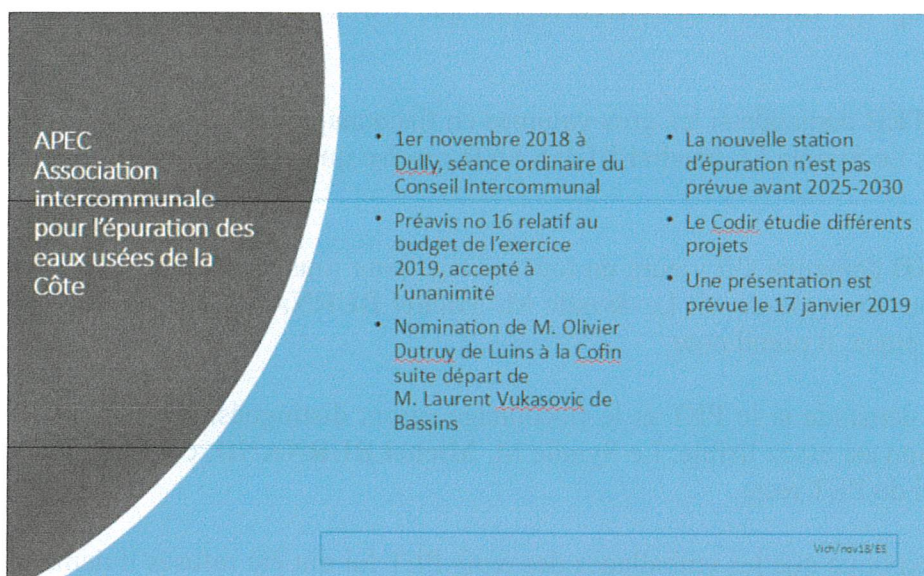 APEC
Association
intercommunale
pour l'épuration des
eaux usées de la
Côte
• 1er novembre 2018 à
Dully, séance ordinaire du
Conseil Intercommunal
• Préavis no 16 relatif au
budget de l'exercice
2019, accepté à
l'unanimité
• Nomination de M. Olivier
Dutruy de Luins à la Cofin
suite départ de
M. Laurent Vukasovic de
Bassins
• La nouvelle station
d'épuration n'est pas
prévue avant 2025-2030
• Le Codir étudie différents
projets
• Une présentation est
prévue le 17 janvier 2019
Vich/nov18/ES